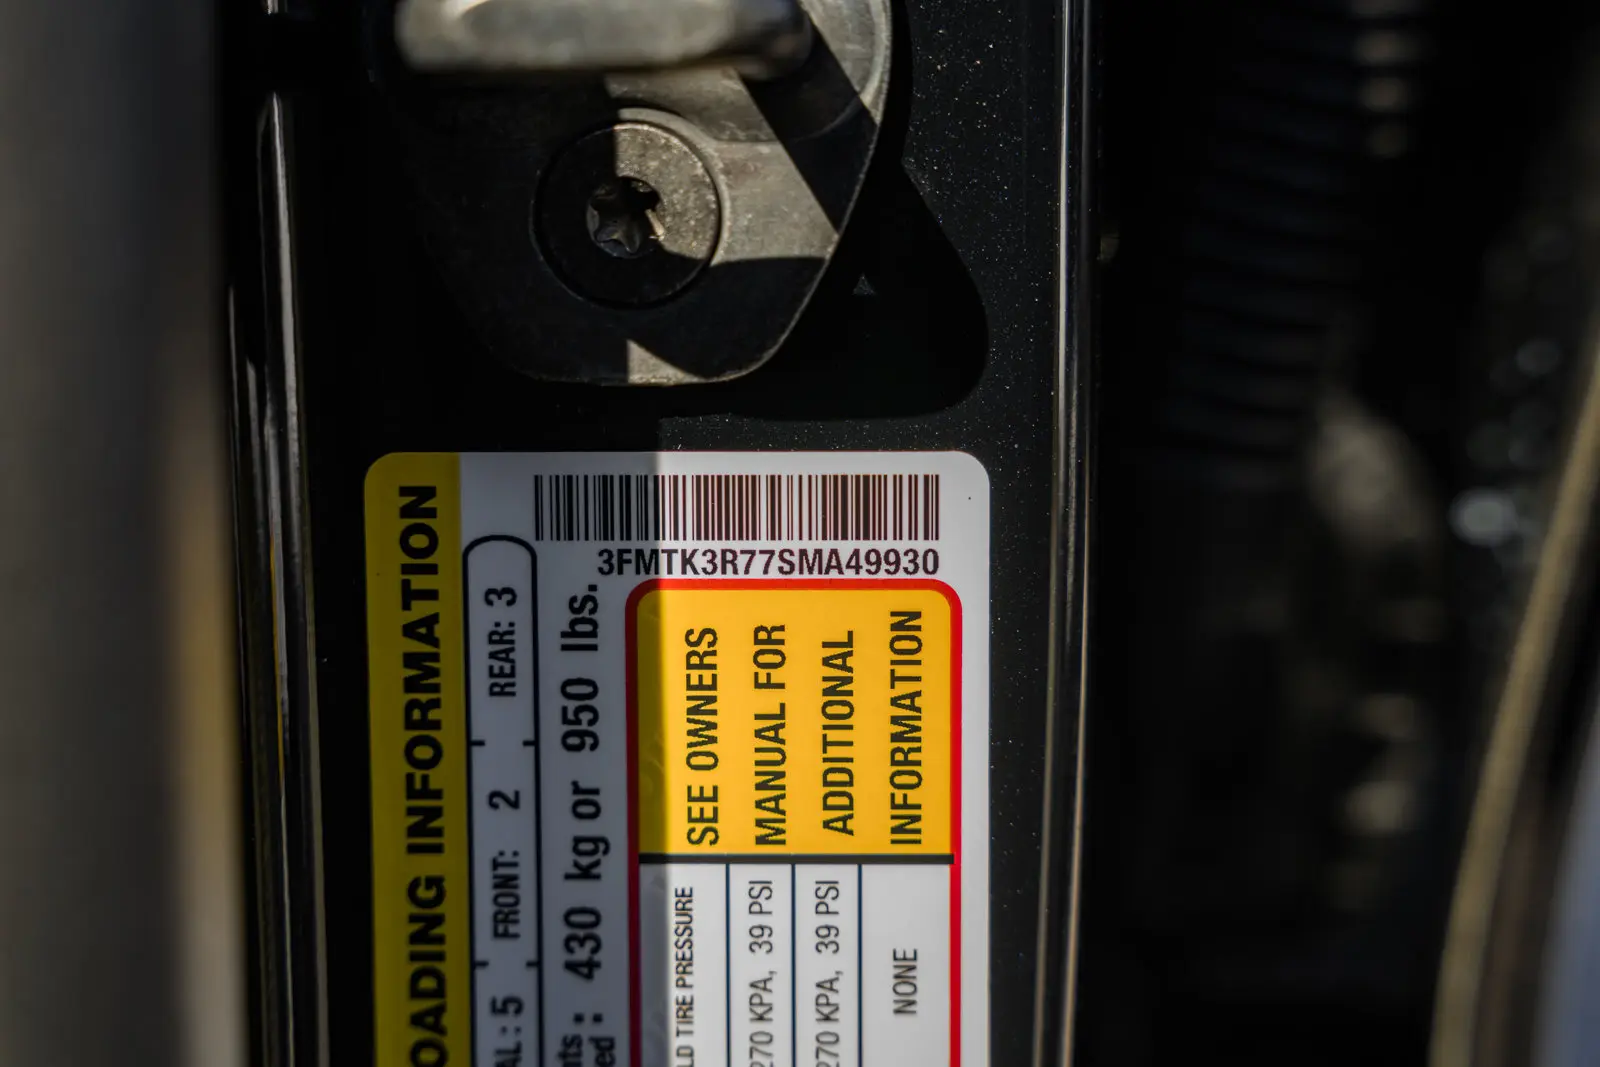 3FMTK3R77SMA49930
OADING INFORMATION
AL: 5 FRONT: 2 REAR: 3
430 kg or 950 lbs.
SEE OWNERS
MANUAL FOR
ADDITIONAL
INFORMATION
LD TIRE PRESSURE
270 KPA, 39 PSI
270 KPA, 39 PSI
NONE